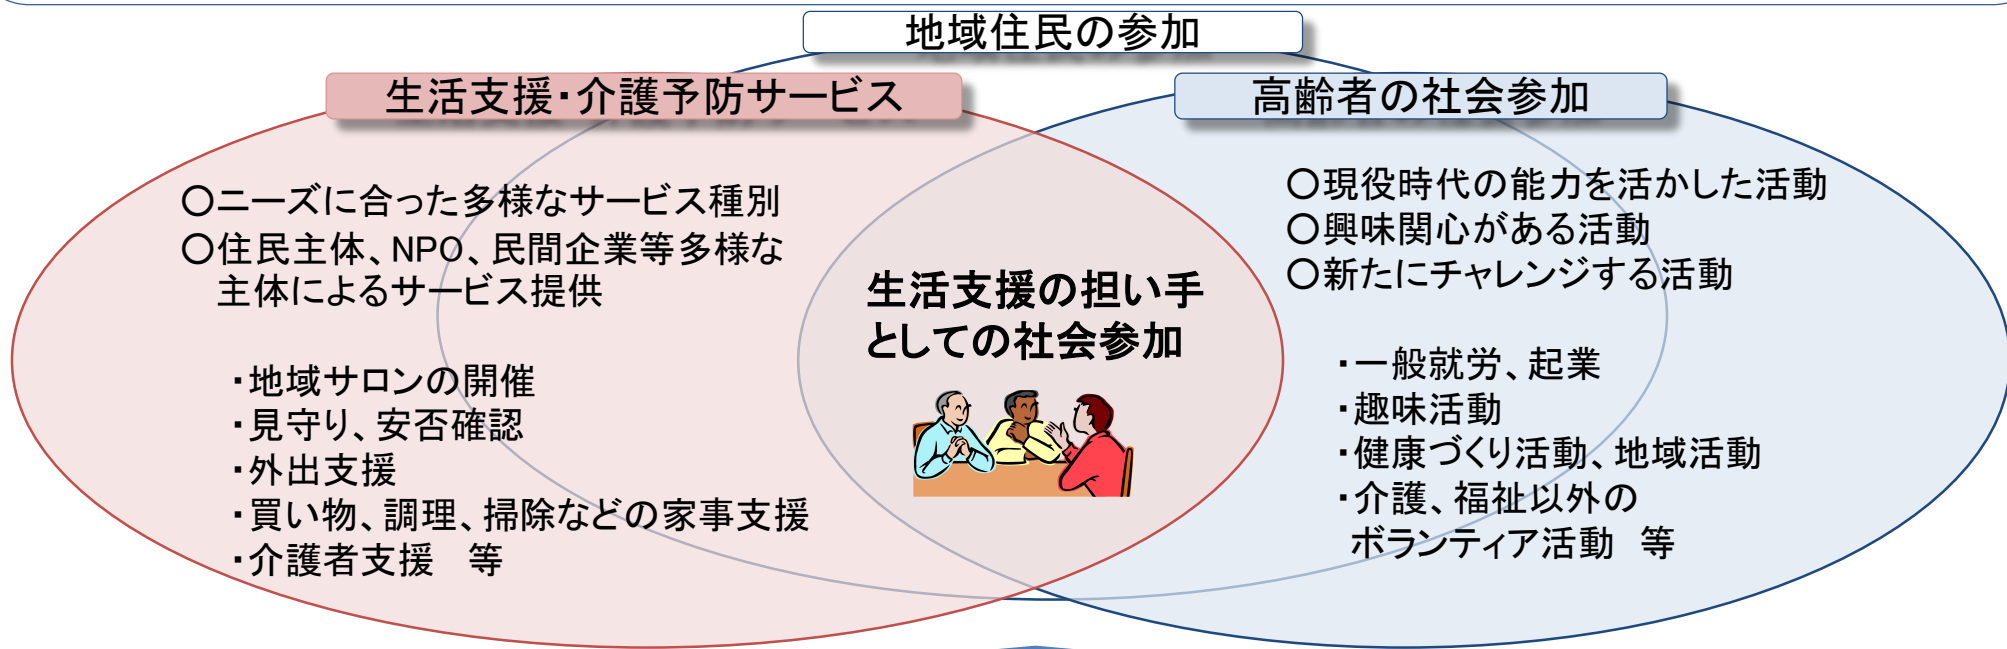 地域住民の参加
生活支援・介護予防サービス
○ニーズに合った多様なサービス種別
○住民主体、NPO、民間企業等多様な
主体によるサービス提供
・地域サロンの開催
・見守り、安否確認
・外出支援
・買い物、調理、掃除などの家事支援
・介護者支援　等
生活支援の担い手
としての社会参加
高齢者の社会参加
○現役時代の能力を活かした活動
○興味関心がある活動
○新たにチャレンジする活動
・一般就労、起業
・趣味活動
・健康づくり活動、地域活動
・介護、福祉以外の
ボランティア活動　等